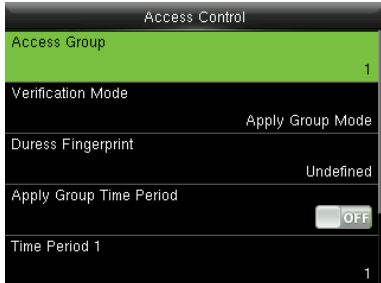 Access Control
Access Group
1
Verification Mode
Apply Group Mode
Duress Fingerprint
Undefined
Apply Group Time Period
OFF
Time Period 1
1